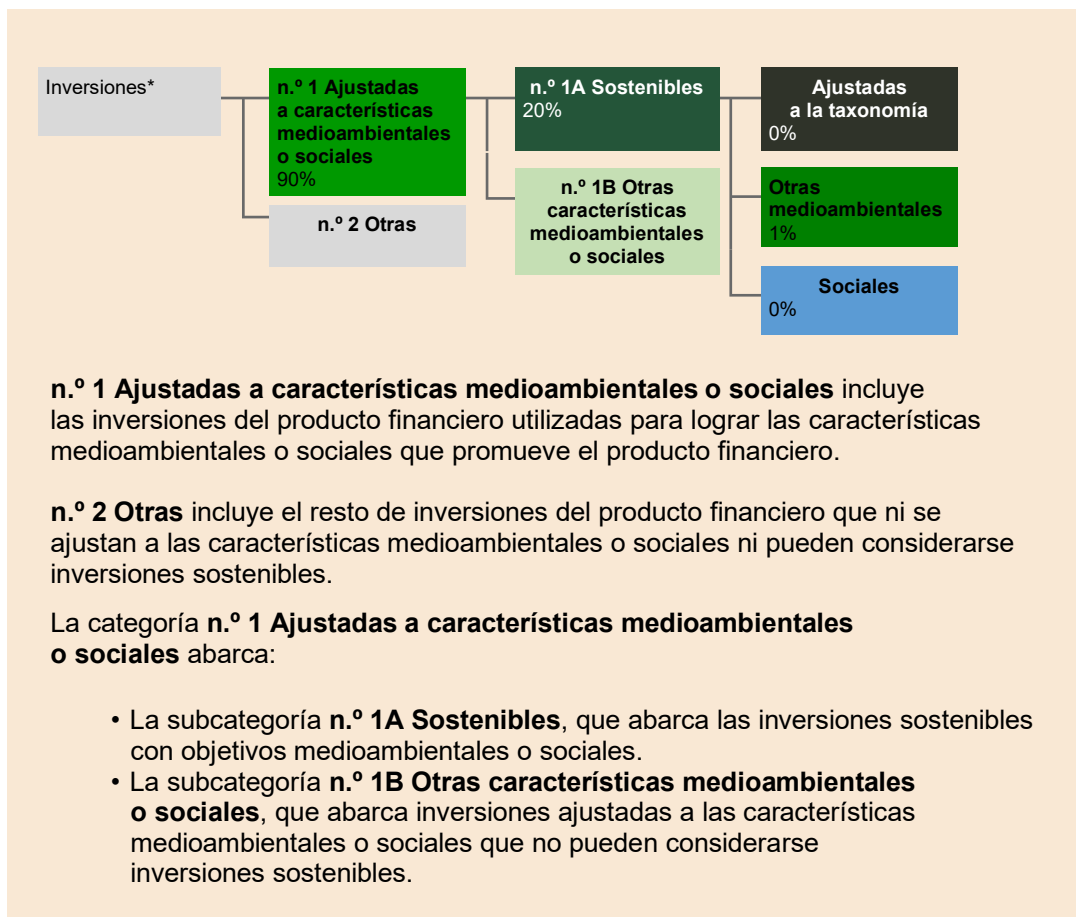 Inversiones*
n.º 1 Ajustadas
a características
medioambientales
o sociales
90%
n.º 2 Otras
n.º 1A Sostenibles
20%
n.º 1B Otras
características
medioambientales
o sociales
Ajustadas
a la taxonomía
0%
Otras
medioambientales
1%
Sociales
0%
n.º 1 Ajustadas a características medioambientales o sociales incluye
las inversiones del producto financiero utilizadas para lograr las características
medioambientales o sociales que promueve el producto financiero.
n.º 2 Otras incluye el resto de inversiones del producto financiero que ni se
ajustan a las características medioambientales o sociales ni pueden considerarse
inversiones sostenibles.
La categoría n.º 1 Ajustadas a características medioambientales
o sociales abarca:
• La subcategoría n.º 1A Sostenibles, que abarca las inversiones sostenibles
con objetivos medioambientales o sociales.
• La subcategoría n.º 1B Otras características medioambientales
o sociales, que abarca inversiones ajustadas a las características
medioambientales o sociales que no pueden considerarse
inversiones sostenibles.